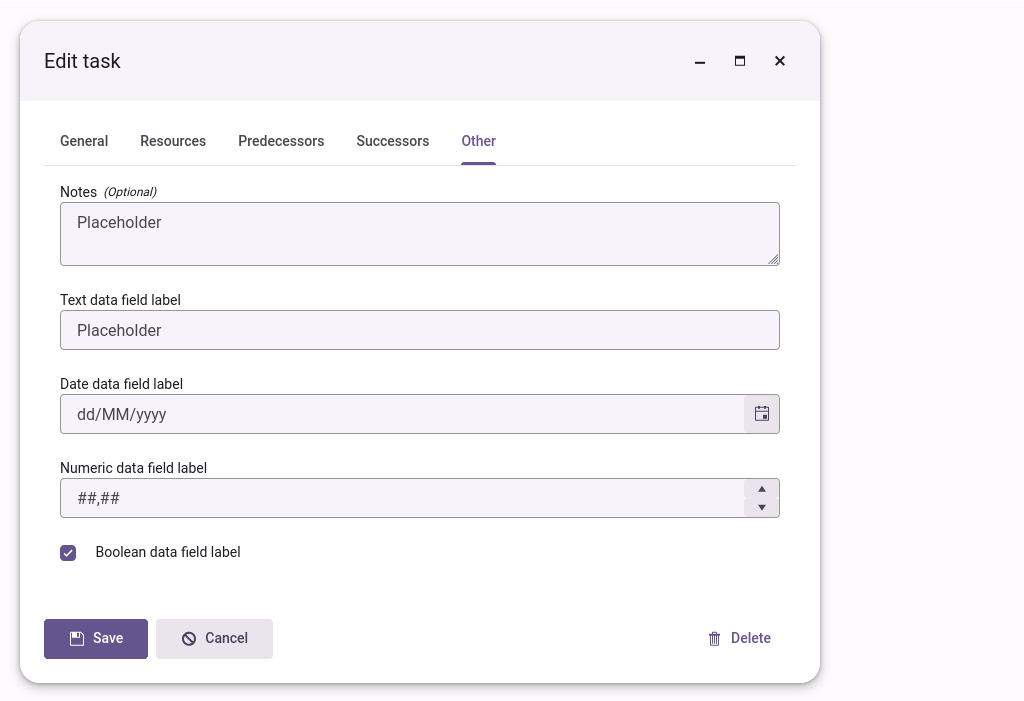 Edit task
General Resources Predecessors Successors Other
Notes (Optional)
Placeholder
Text data field label
Placeholder
Date data field label
dd/MM/yyyy
Numeric data field label
##,##
Boolean data field label
Save Cancel Delete